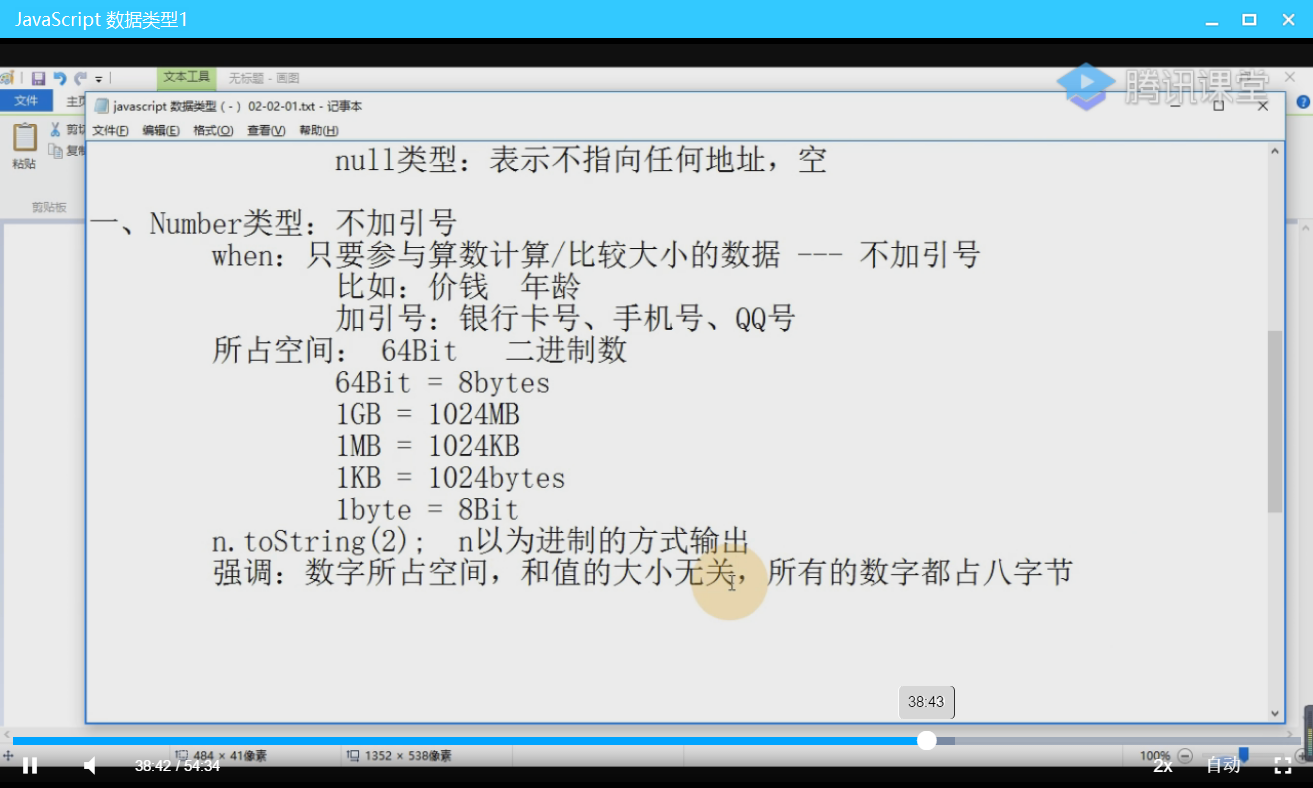 JavaScript 数据类型1
文本工具 无标题 - 画图
腾讯课堂
文件 主页
javascript 数据类型 ( - ) 02-02-01.txt - 记事本
剪切
文件(F) 编辑(E) 格式(O) 查看(V) 帮助(H)
复制
粘贴
剪贴板
null类型：表示不指向任何地址，空
一、Number类型：不加引号
when：只要参与算数计算/比较大小的数据 --- 不加引号
比如：价钱 年龄
加引号：银行卡号、手机号、QQ号
所占空间： 64Bit 二进制数
64Bit = 8bytes
1GB = 1024MB
1MB = 1024KB
1KB = 1024bytes
1byte = 8Bit
n.toString(2); n以为进制的方式输出
强调：数字所占空间，和值的大小无关，所有的数字都占八字节
38:43
484 × 41像素 1352 × 538像素 100%
38:42 / 54:34 2x 自动